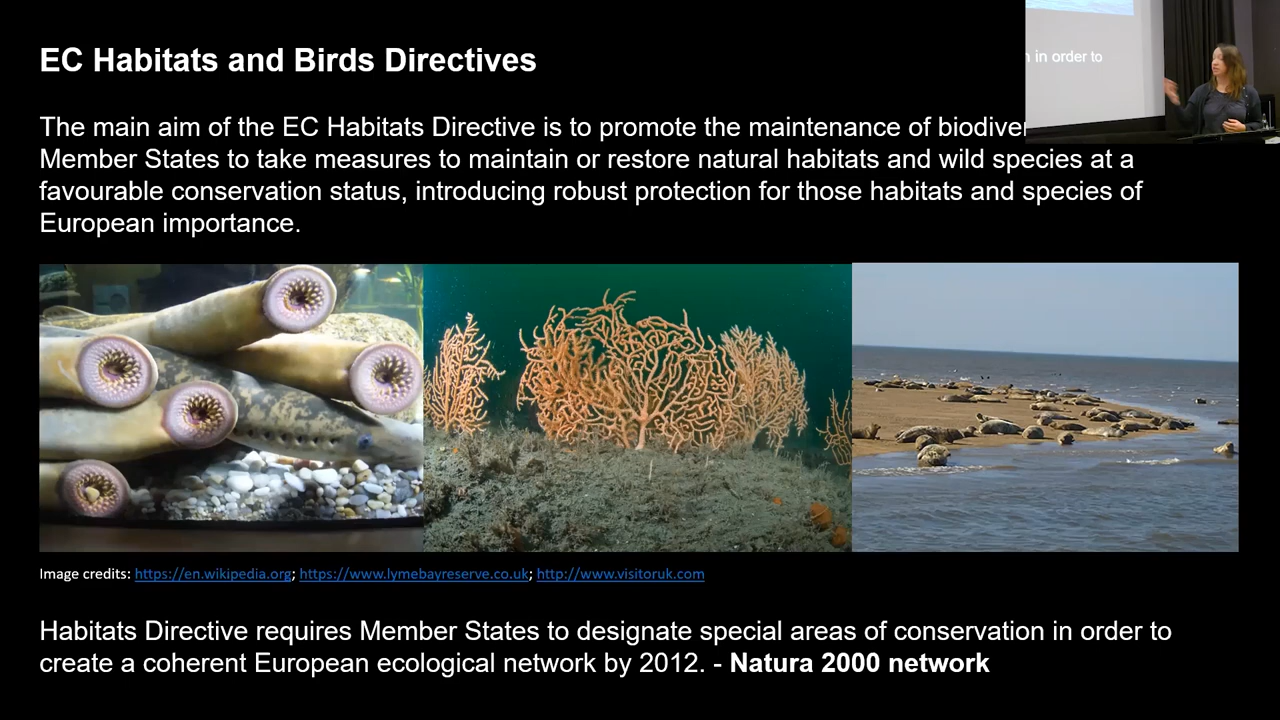 EC Habitats and Birds Directives
in order to
The main aim of the EC Habitats Directive is to promote the maintenance of
Member States to take measures to maintain or restore natural habitats and wild species at a
favourable conservation status, introducing robust protection for those habitats and species of
European importance.
Image credits: https://en.wikipedia.org; https://www.lymebayreserve.co.uk; http://www.visitoruk.com
Habitats Directive requires Member States to designate special areas of conservation in order to
create a coherent European ecological network by 2012. - Natura 2000 network